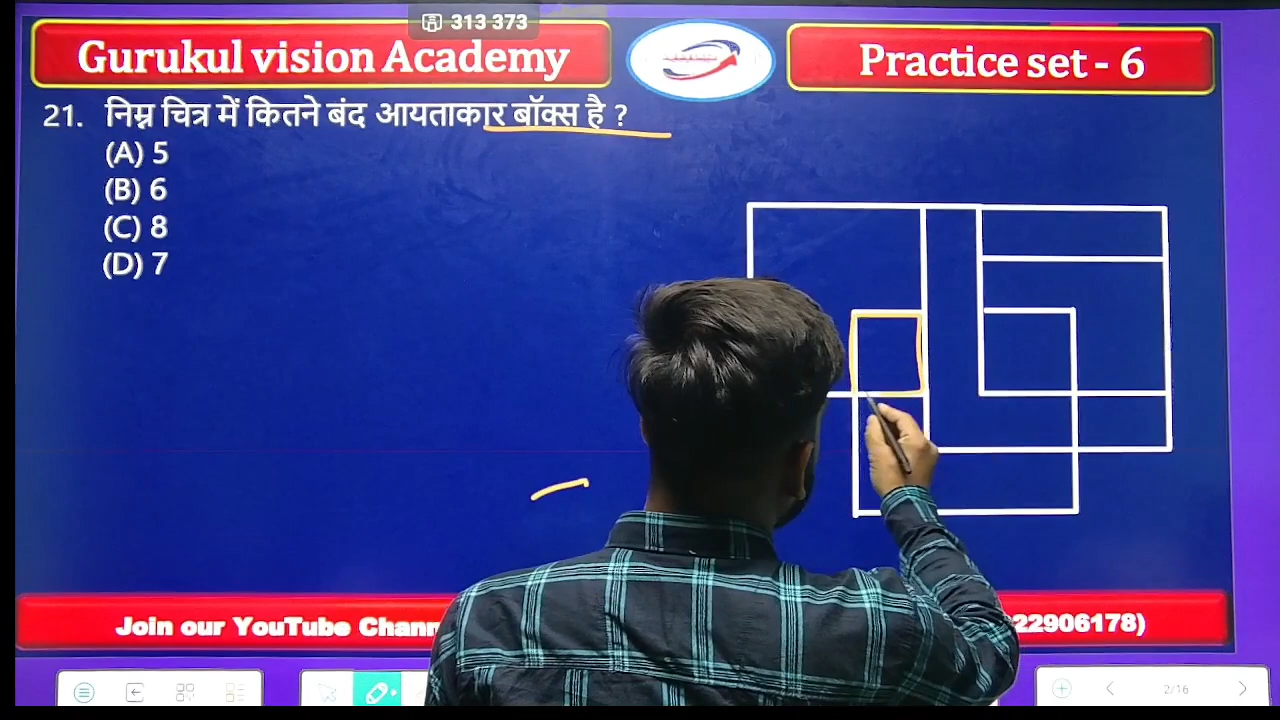 313 373
Gurukul vision Academy
Practice set - 6
21. निम्न चित्र में कितने बंद आयताकार बॉक्स है ?
(A) 5
(B) 6
(C) 8
(D) 7
Join our YouTube Chann
22906178)
2/16